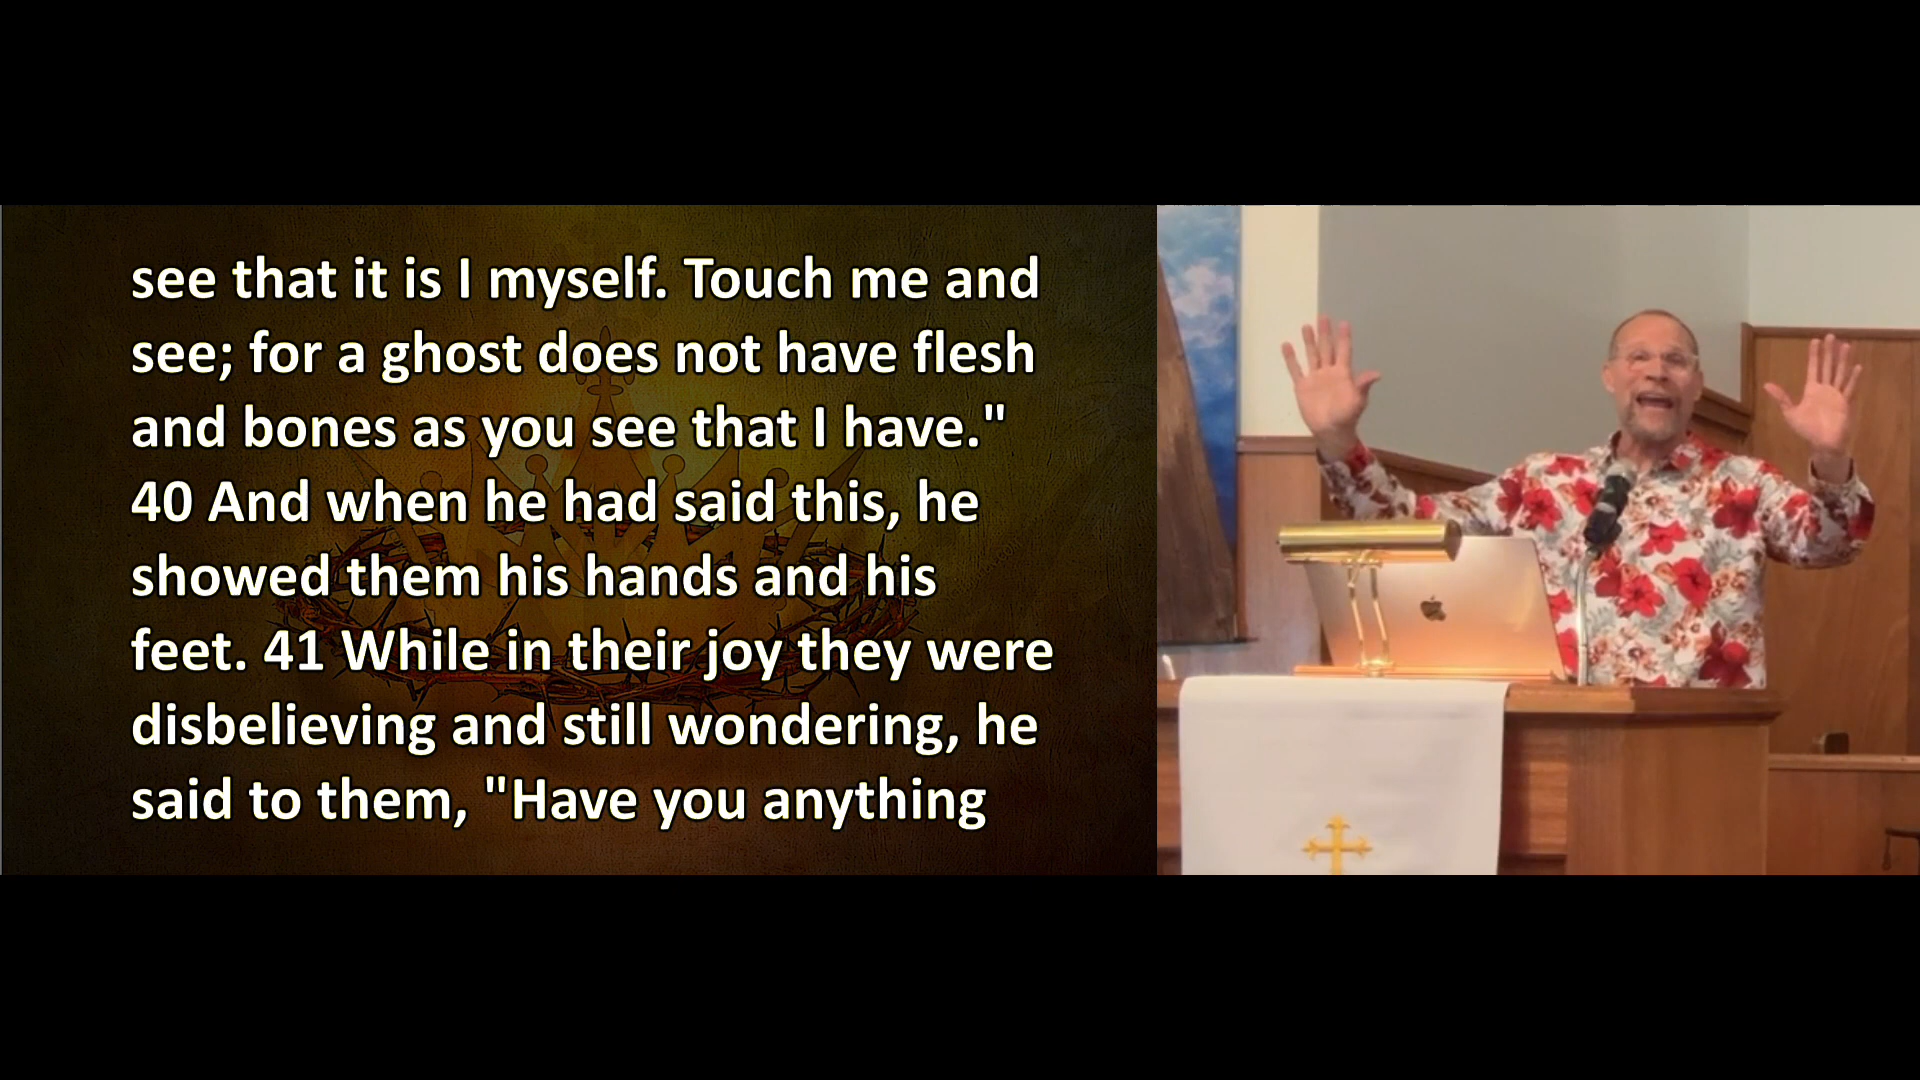 see that it is I myself. Touch me and
see; for a ghost does not have flesh
and bones as you see that I have."
40 And when he had said this, he
showed them his hands and his
feet. 41 While in their joy they were
disbelieving and still wondering, he
said to them, "Have you anything